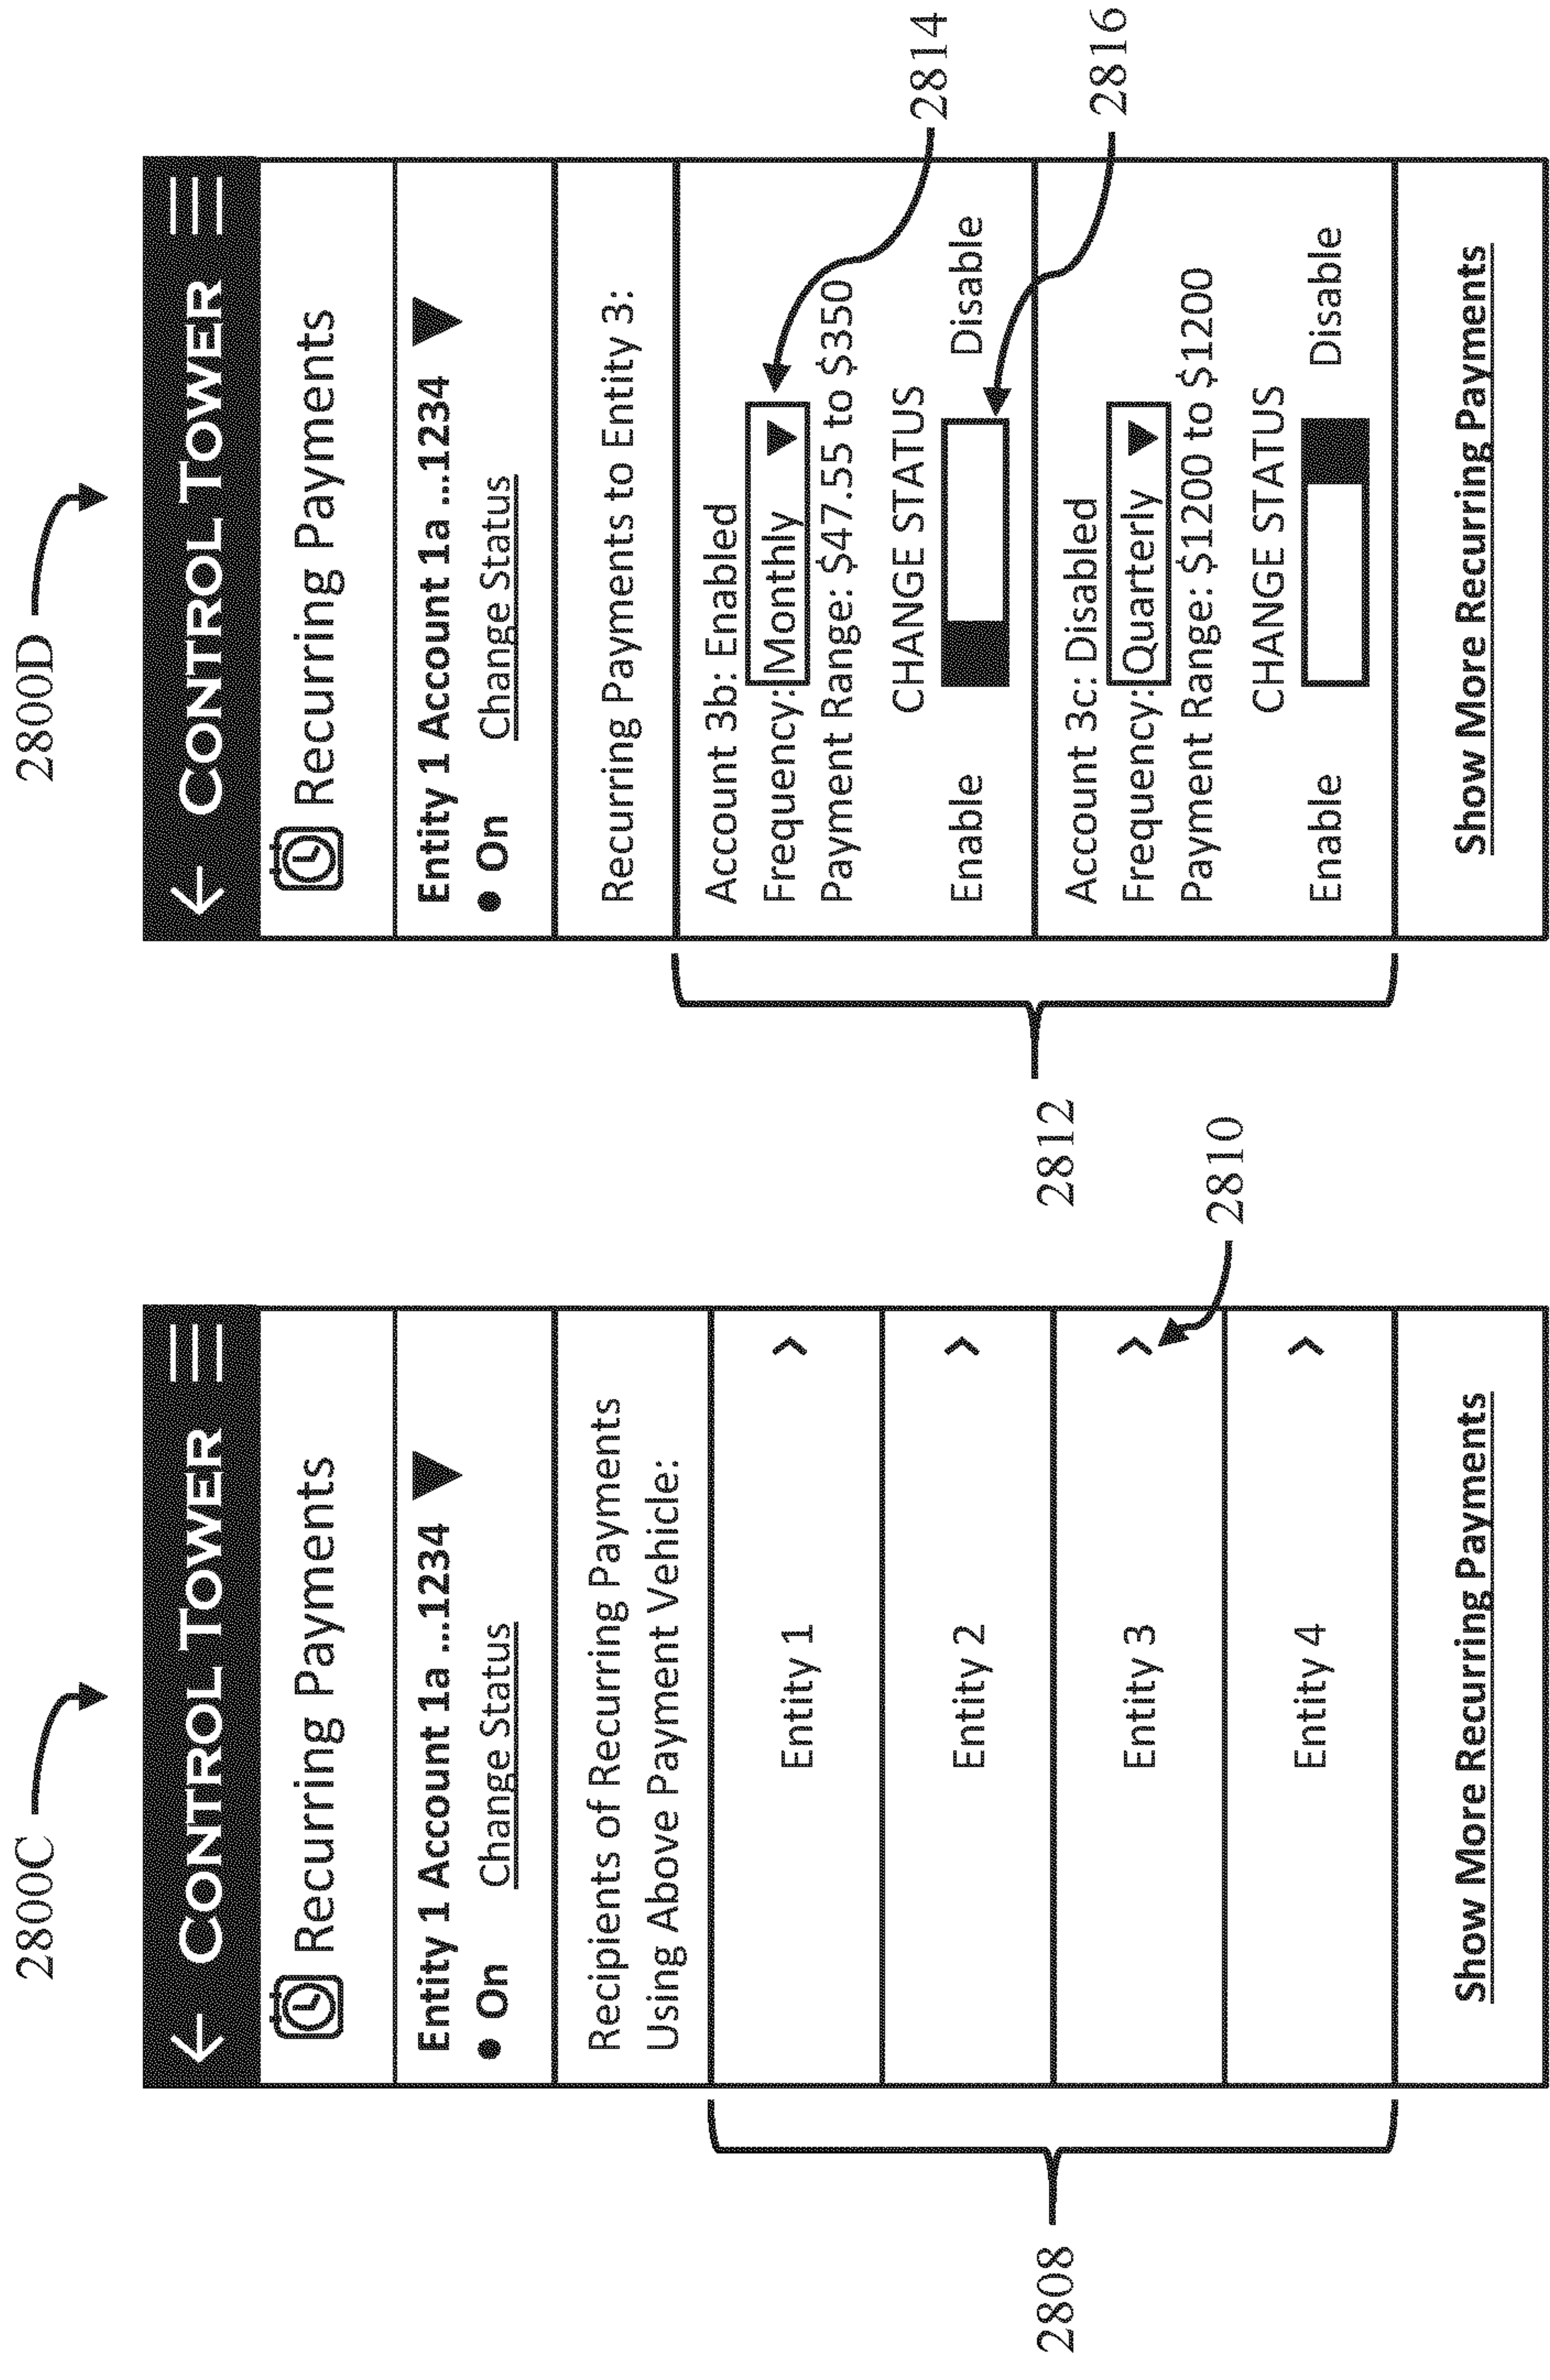 2800C
← CONTROL TOWER
Recurring Payments
Entity 1 Account 1a ...1234 ▼
• On Change Status
Recipients of Recurring Payments
Using Above Payment Vehicle:
Entity 1 >
Entity 2 >
Entity 3 >
Entity 4 >
Show More Recurring Payments
2808
2810
2800D
← CONTROL TOWER
Recurring Payments
Entity 1 Account 1a ...1234 ▼
• On Change Status
Recurring Payments to Entity 3:
Account 3b: Enabled
Frequency: Monthly ▼
Payment Range: $47.55 to $350
CHANGE STATUS
Enable Disable
Account 3c: Disabled
Frequency: Quarterly ▼
Payment Range: $1200 to $1200
CHANGE STATUS
Enable Disable
Show More Recurring Payments
2812
2814
2816